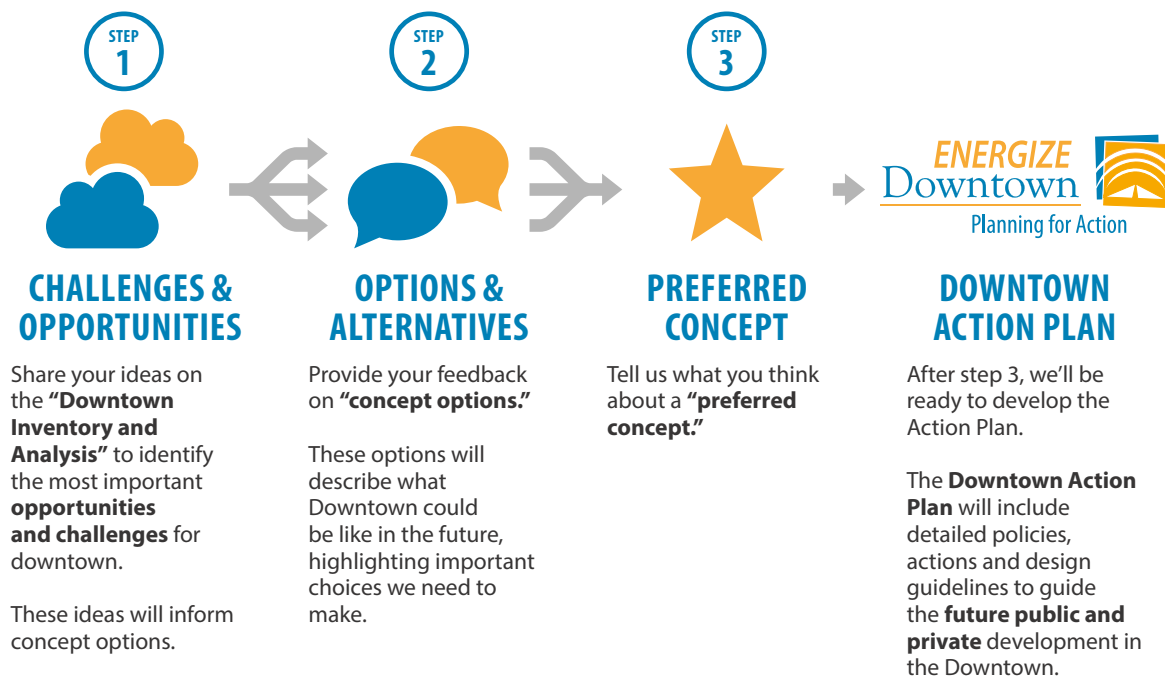 STEP
1
STEP
2
STEP
3
ENERGIZE
Downtown
Planning for Action
CHALLENGES &
OPPORTUNITIES
Share your ideas on
the “Downtown
Inventory and
Analysis” to identify
the most important
opportunities
and challenges for
downtown.
These ideas will inform
concept options.
OPTIONS &
ALTERNATIVES
Provide your feedback
on “concept options.”
These options will
describe what
Downtown could
be like in the future,
highlighting important
choices we need to
make.
PREFERRED
CONCEPT
Tell us what you think
about a “preferred
concept.”
DOWNTOWN
ACTION PLAN
After step 3, we’ll be
ready to develop the
Action Plan.
The Downtown Action
Plan will include
detailed policies,
actions and design
guidelines to guide
the future public and
private development in
the Downtown.